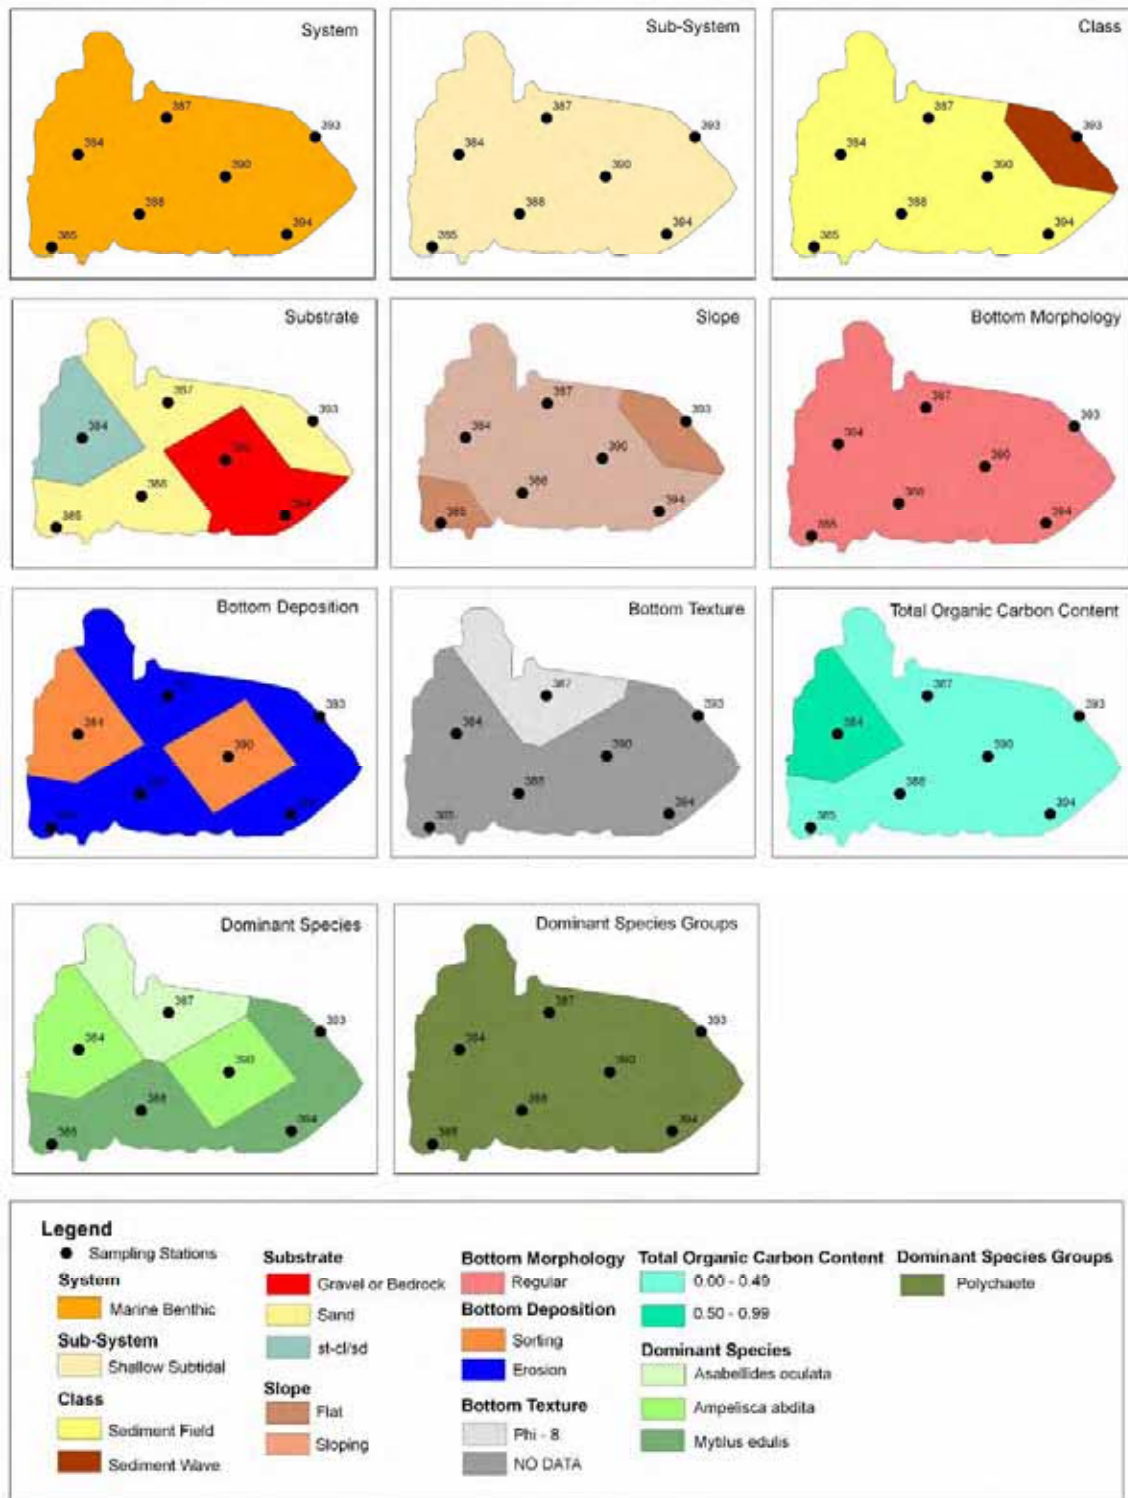 System
387
393
384
390
388
394
385
Sub-System
387
393
384
390
388
394
385
Class
387
393
384
390
388
394
385
Substrate
387
393
384
390
388
394
385
Slope
387
393
384
390
388
394
385
Bottom Morphology
387
393
384
390
388
394
385
Bottom Deposition
393
384
390
Bottom Texture
387
393
384
390
388
394
385
Total Organic Carbon Content
387
393
384
390
388
394
385
Dominant Species
387
393
384
390
388
394
385
Dominant Species Groups
387
393
384
390
388
394
385
Legend
Sampling Stations
System
Marine Benthic
Sub-System
Shallow Subtidal
Class
Sediment Field
Sediment Wave
Substrate
Gravel or Bedrock
Sand
st-cl/sd
Slope
Flat
Sloping
Bottom Morphology
Regular
Bottom Deposition
Sorting
Erosion
Bottom Texture
Phi - 8
NO DATA
Total Organic Carbon Content
0.00 - 0.49
0.50 - 0.99
Dominant Species
Asabellides oculata
Ampelisca abdita
Mytilus edulis
Dominant Species Groups
Polychaete